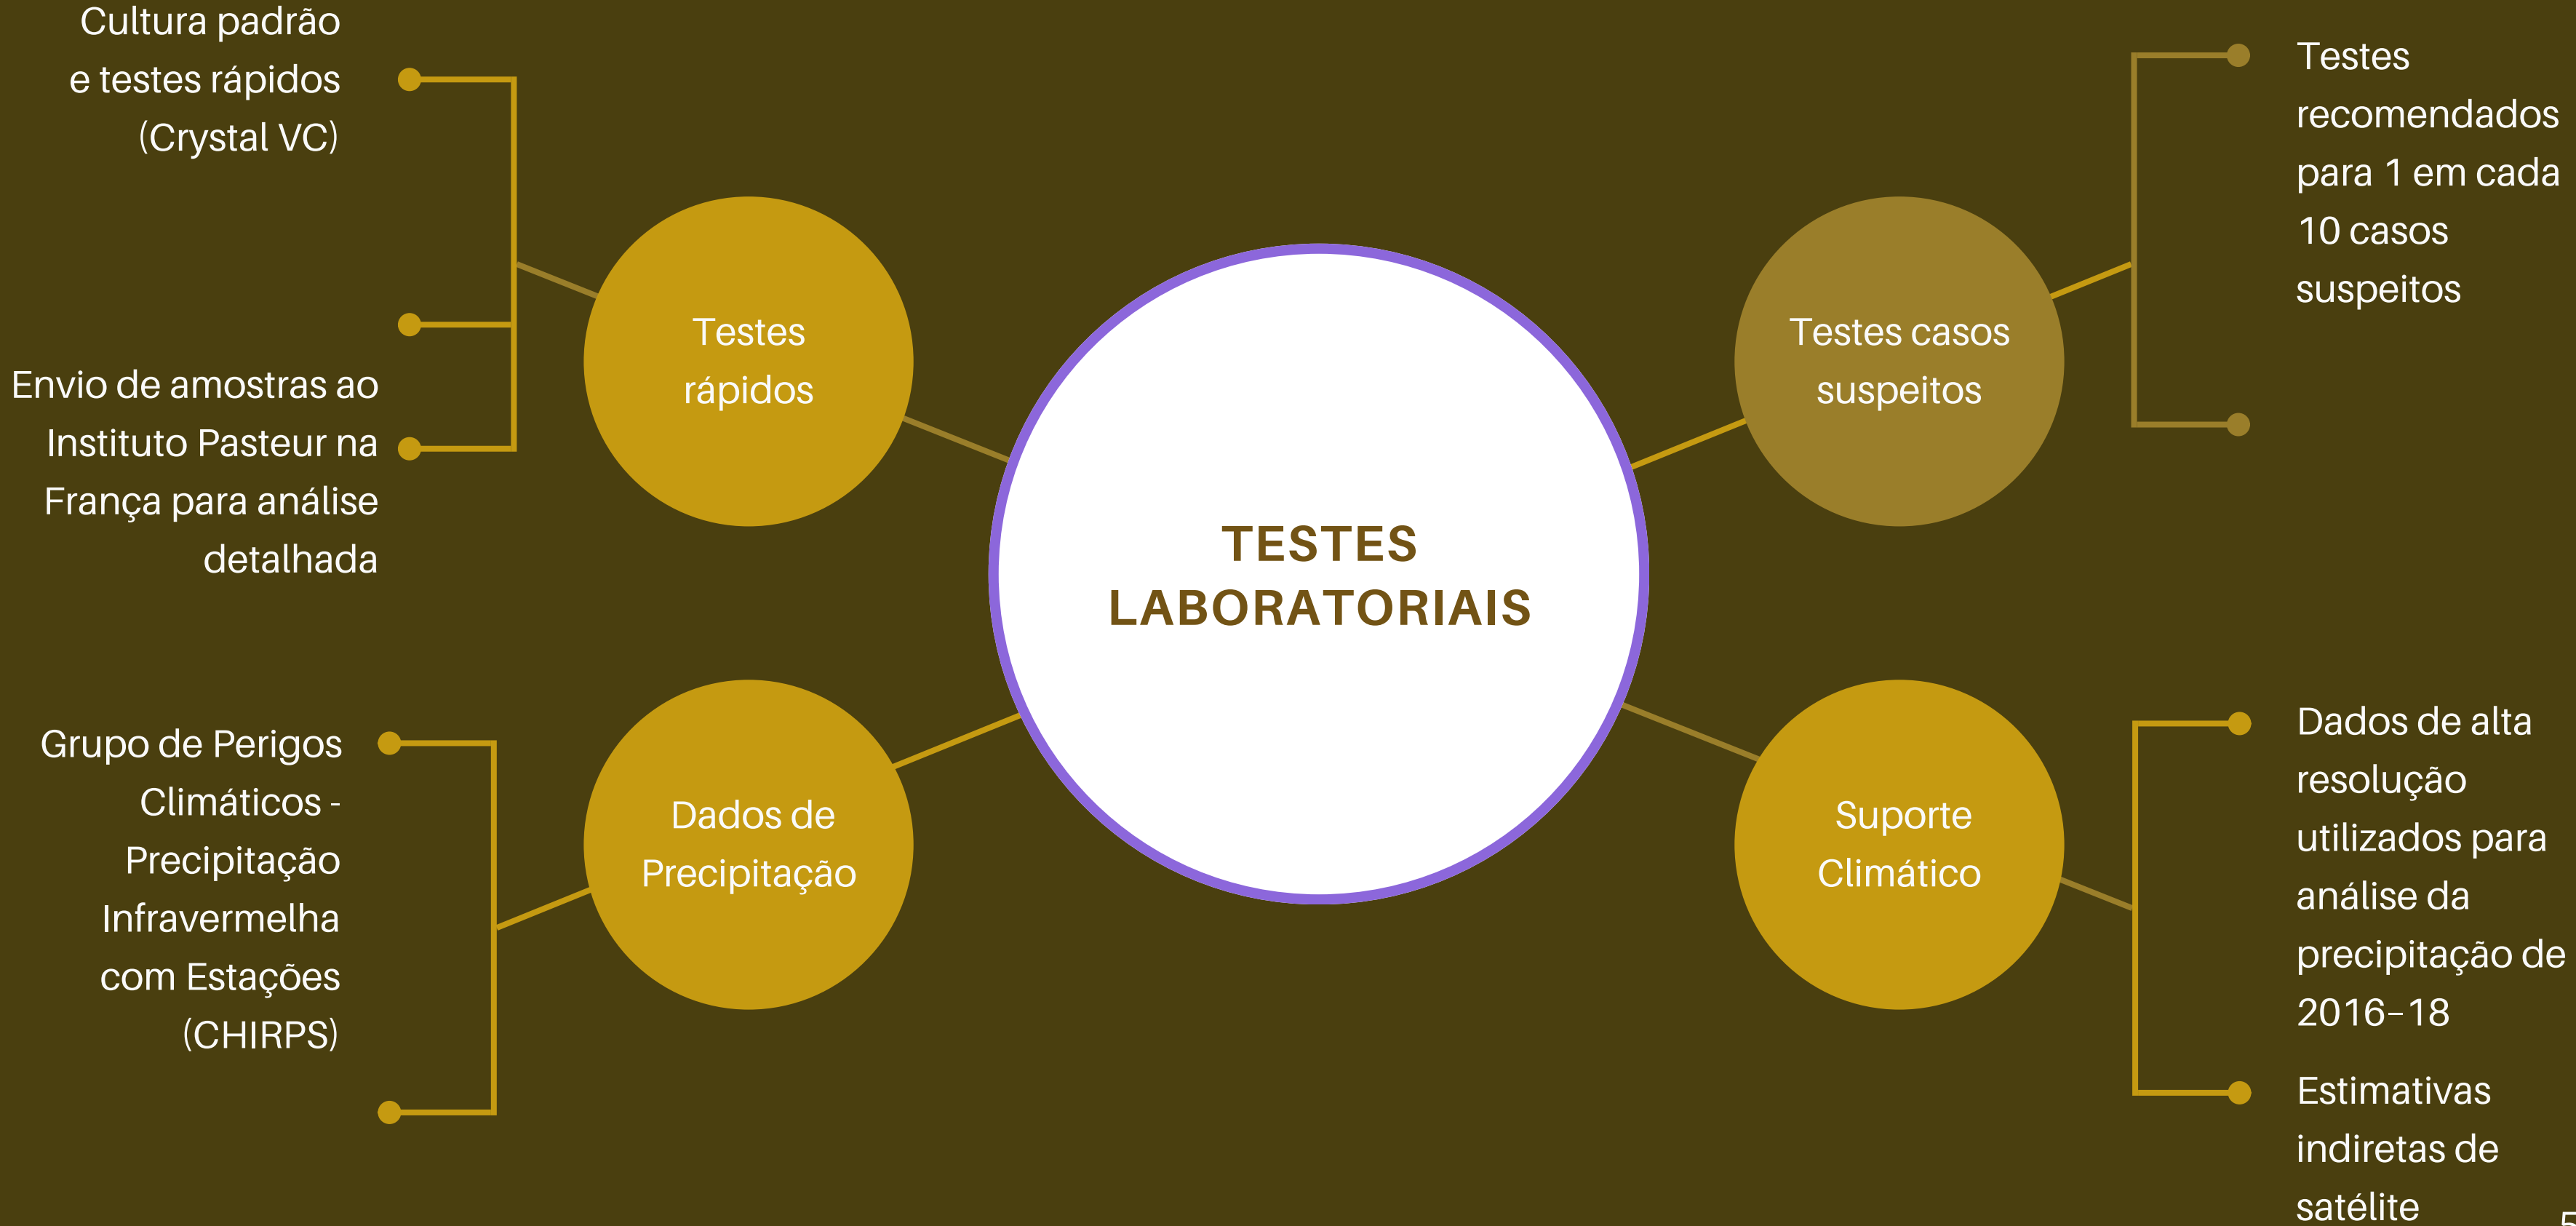 Cultura padrão
e testes rápidos
(Crystal VC)
Envio de amostras ao
Instituto Pasteur na
França para análise
detalhada
Testes
rápidos
Testes casos
suspeitos
Testes
recomendados
para 1 em cada
10 casos
suspeitos
TESTES
LABORATORIAIS
Grupo de Perigos
Climáticos -
Precipitação
Infravermelha
com Estações
(CHIRPS)
Dados de
Precipitação
Suporte
Climático
Dados de alta
resolução
utilizados para
análise da
precipitação de
2016–18
Estimativas
indiretas de
satélite